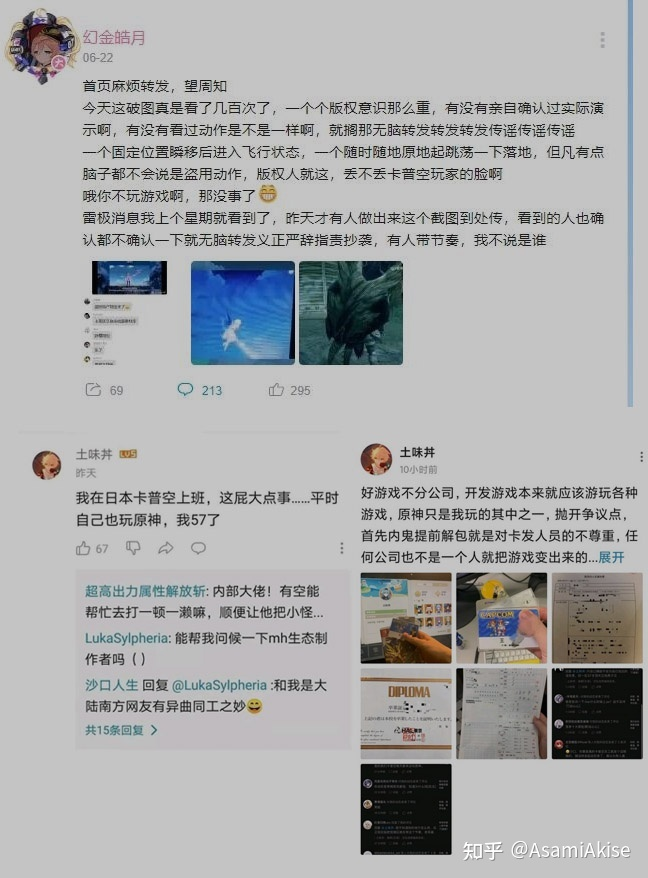 幻金皓月
06-22
首页麻烦转发，望周知
今天这破图真是看了几百次了，一个个版权意识那么重，有没有亲自确认过实际演
示啊，有没有看过动作是不是一样啊，就搁那无脑转发转发转发传谣传谣传谣
一个固定位置瞬移后进入飞行状态，一个随时随地原地起跳荡一下落地，但凡有点
脑子都不会会说是盗用动作，版权人就这，丢不丢卡普空玩家的脸啊
哦你不玩游戏啊，那没事了
雷极消息我上个星期就看到了，昨天才有人做出来这个截图到处传，看到的人也确
认都不确认一下就无脑转发义正严辞指责抄袭，有人带节奏，我不说是谁
69
213
295
土味丼 LV5
昨天
我在日本卡普空上班，这屁大点事……平时
自己也玩原神，我57了
67
超高出力属性解放斩: 内部大佬！有空能
帮忙去打一顿一濑嘛，顺便让他把小怪...
LukaSylpheria: 能帮我问候一下mh生态制
作者吗（ ）
沙口人生 回复 @LukaSylpheria :和我是大
陆南方网友有异曲同工之妙
共15条回复 >
土味丼
10小时前
好游戏不分公司，开发游戏本来就应该游玩各种
游戏，原神只是我玩的其中之一，抛开争议点，
首先内鬼提前解包就是对卡发人员的不尊重，任
何公司也不是一个人就把游戏变出来的...展开
CAPCOM
DIPLOMA
知乎 @AsamiAkise